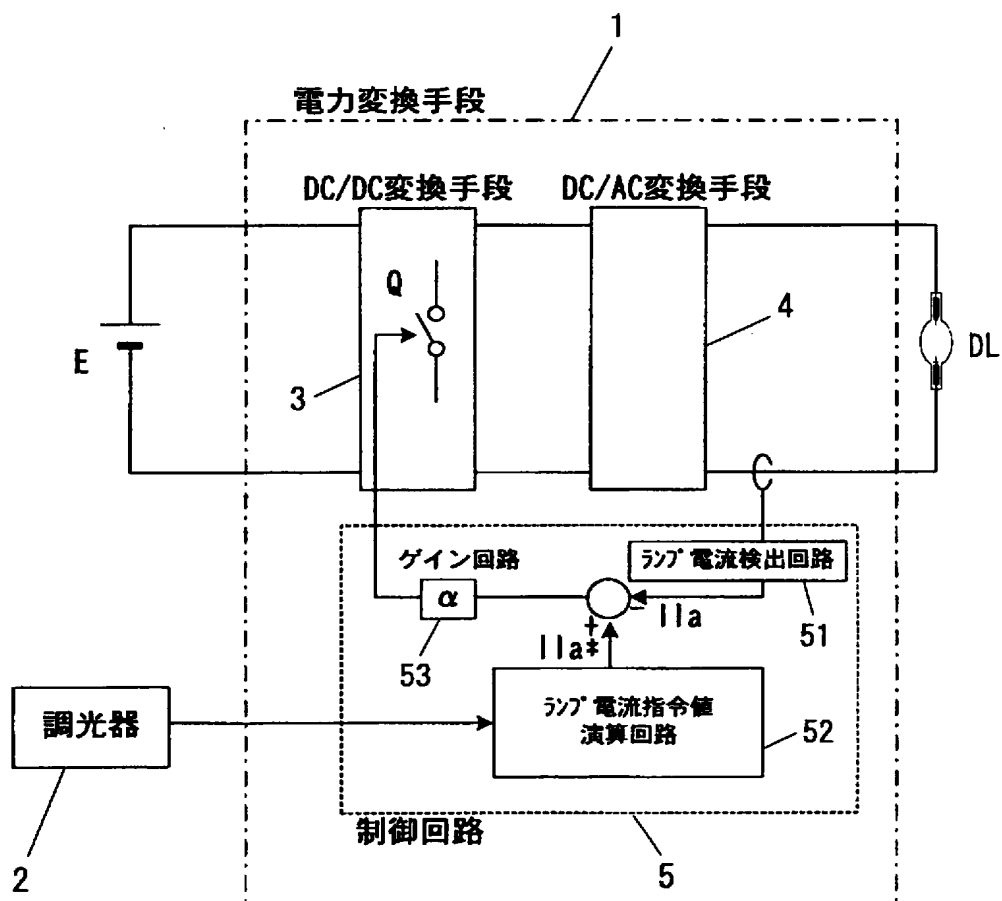 1
電力変換手段
DC/DC変換手段
DC/AC変換手段
Q
E
3
4
DL
ゲイン回路
ランプ電流検出回路
α
－
IIa
51
＋
IIa‡
53
ランプ電流指令値
演算回路
52
調光器
制御回路
2
5